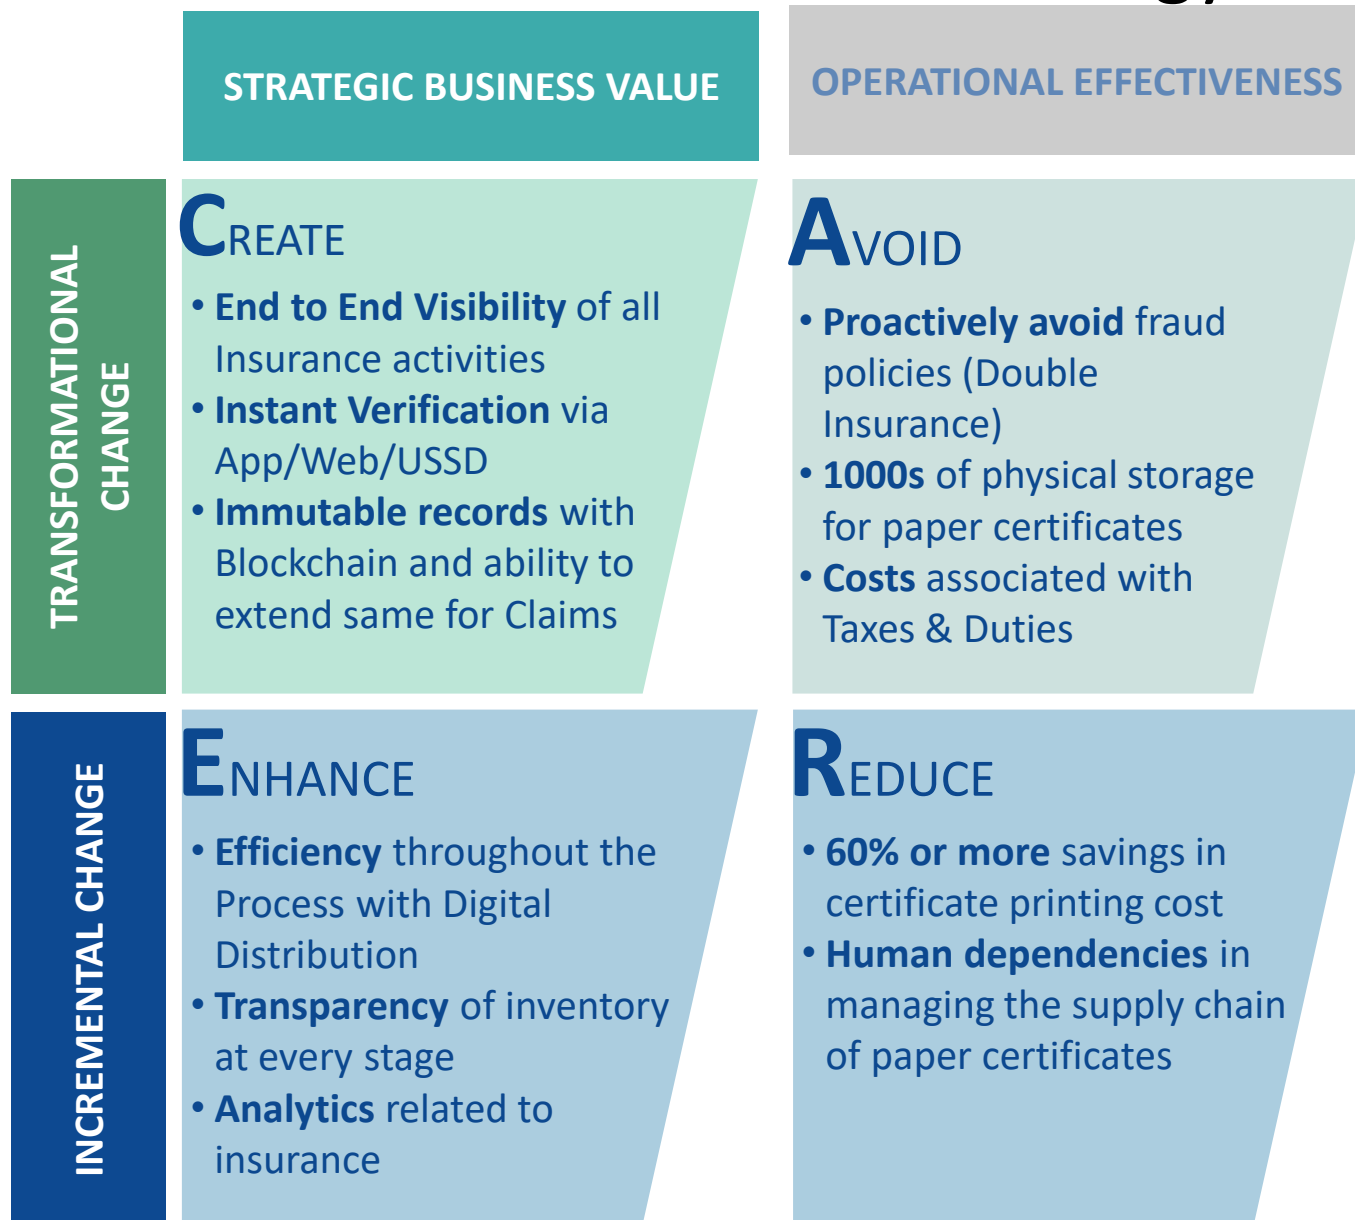 STRATEGIC BUSINESS VALUE
OPERATIONAL EFFECTIVENESS
TRANSFORMATIONAL
CHANGE
CREATE
• End to End Visibility of all
Insurance activities
• Instant Verification via
App/Web/USSD
• Immutable records with
Blockchain and ability to
extend same for Claims
AVOID
• Proactively avoid fraud
policies (Double
Insurance)
• 1000s of physical storage
for paper certificates
• Costs associated with
Taxes & Duties
INCREMENTAL CHANGE
ENHANCE
• Efficiency throughout the
Process with Digital
Distribution
• Transparency of inventory
at every stage
• Analytics related to
insurance
REDUCE
• 60% or more savings in
certificate printing cost
• Human dependencies in
managing the supply chain
of paper certificates